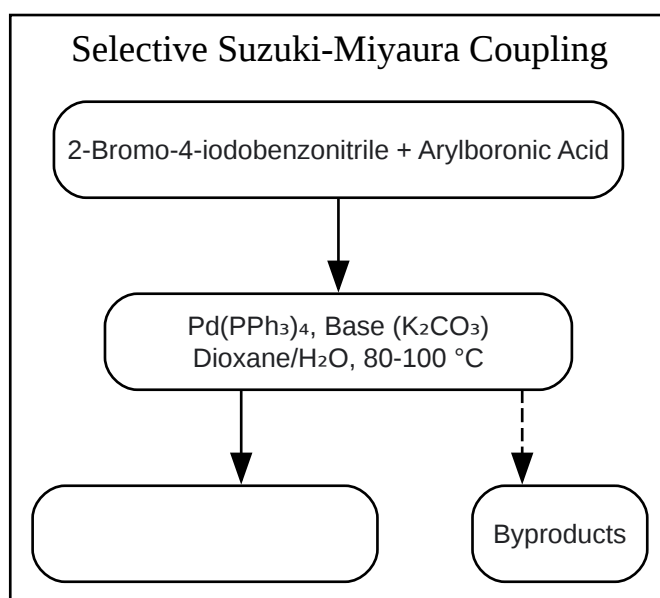 Selective Suzuki-Miyaura Coupling
2-Bromo-4-iodobenzonitrile + Arylboronic Acid
Pd(PPh₃)₄, Base (K₂CO₃)
Dioxane/H₂O, 80-100 °C
Byproducts